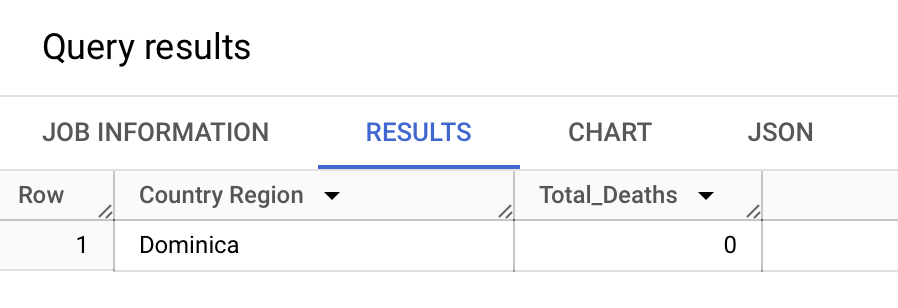 Query results
JOB INFORMATION RESULTS CHART JSON
Row Country Region Total_Deaths
1 Dominica 0